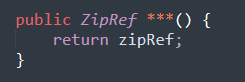 public ZipRef ***() {
    return zipRef;
}